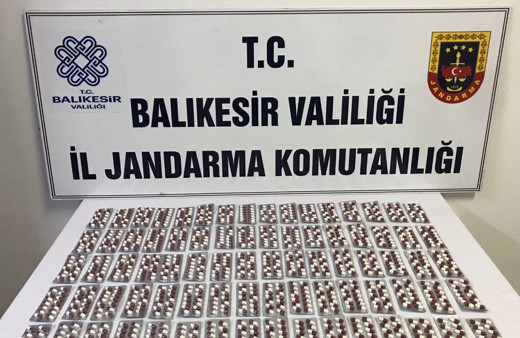 T.C.
BALIKESİR
VALİLİĞİ
T.C.
BALIKESİR VALİLİĞİ
İL JANDARMA KOMUTANLIĞI
JANDARMA